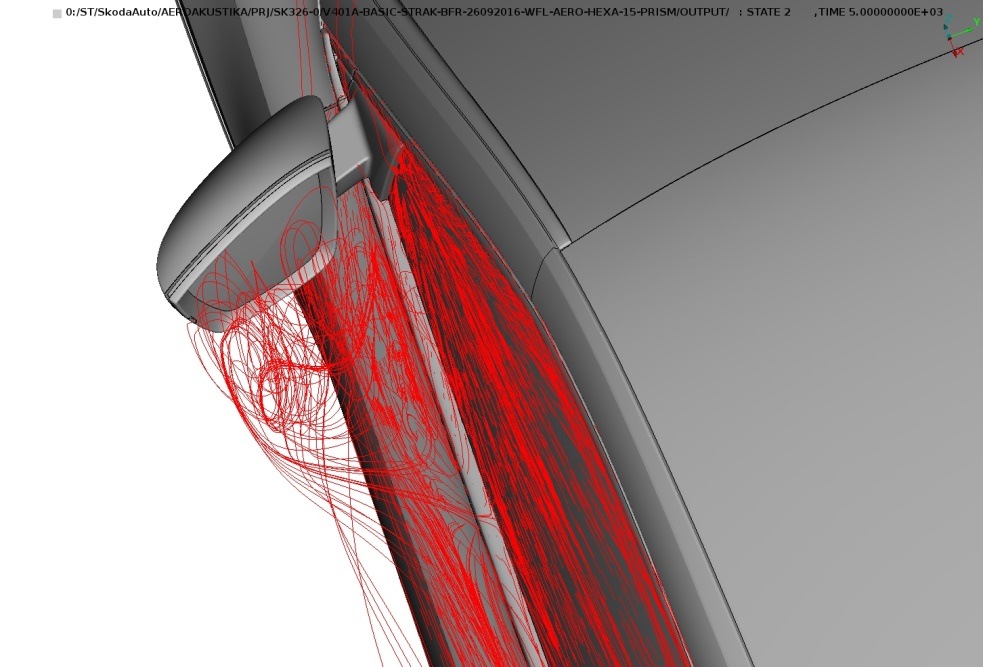 0:/ST/SkodaAuto/AEROAKUSTIKA/PRJ/SK326-0/V401A-BASIC-STRAK-BFR-26092016-WFL-AERO-HEXA-15-PRISM/OUTPUT/ : STATE 2 ,TIME 5.00000000E+03
Z
Y
X